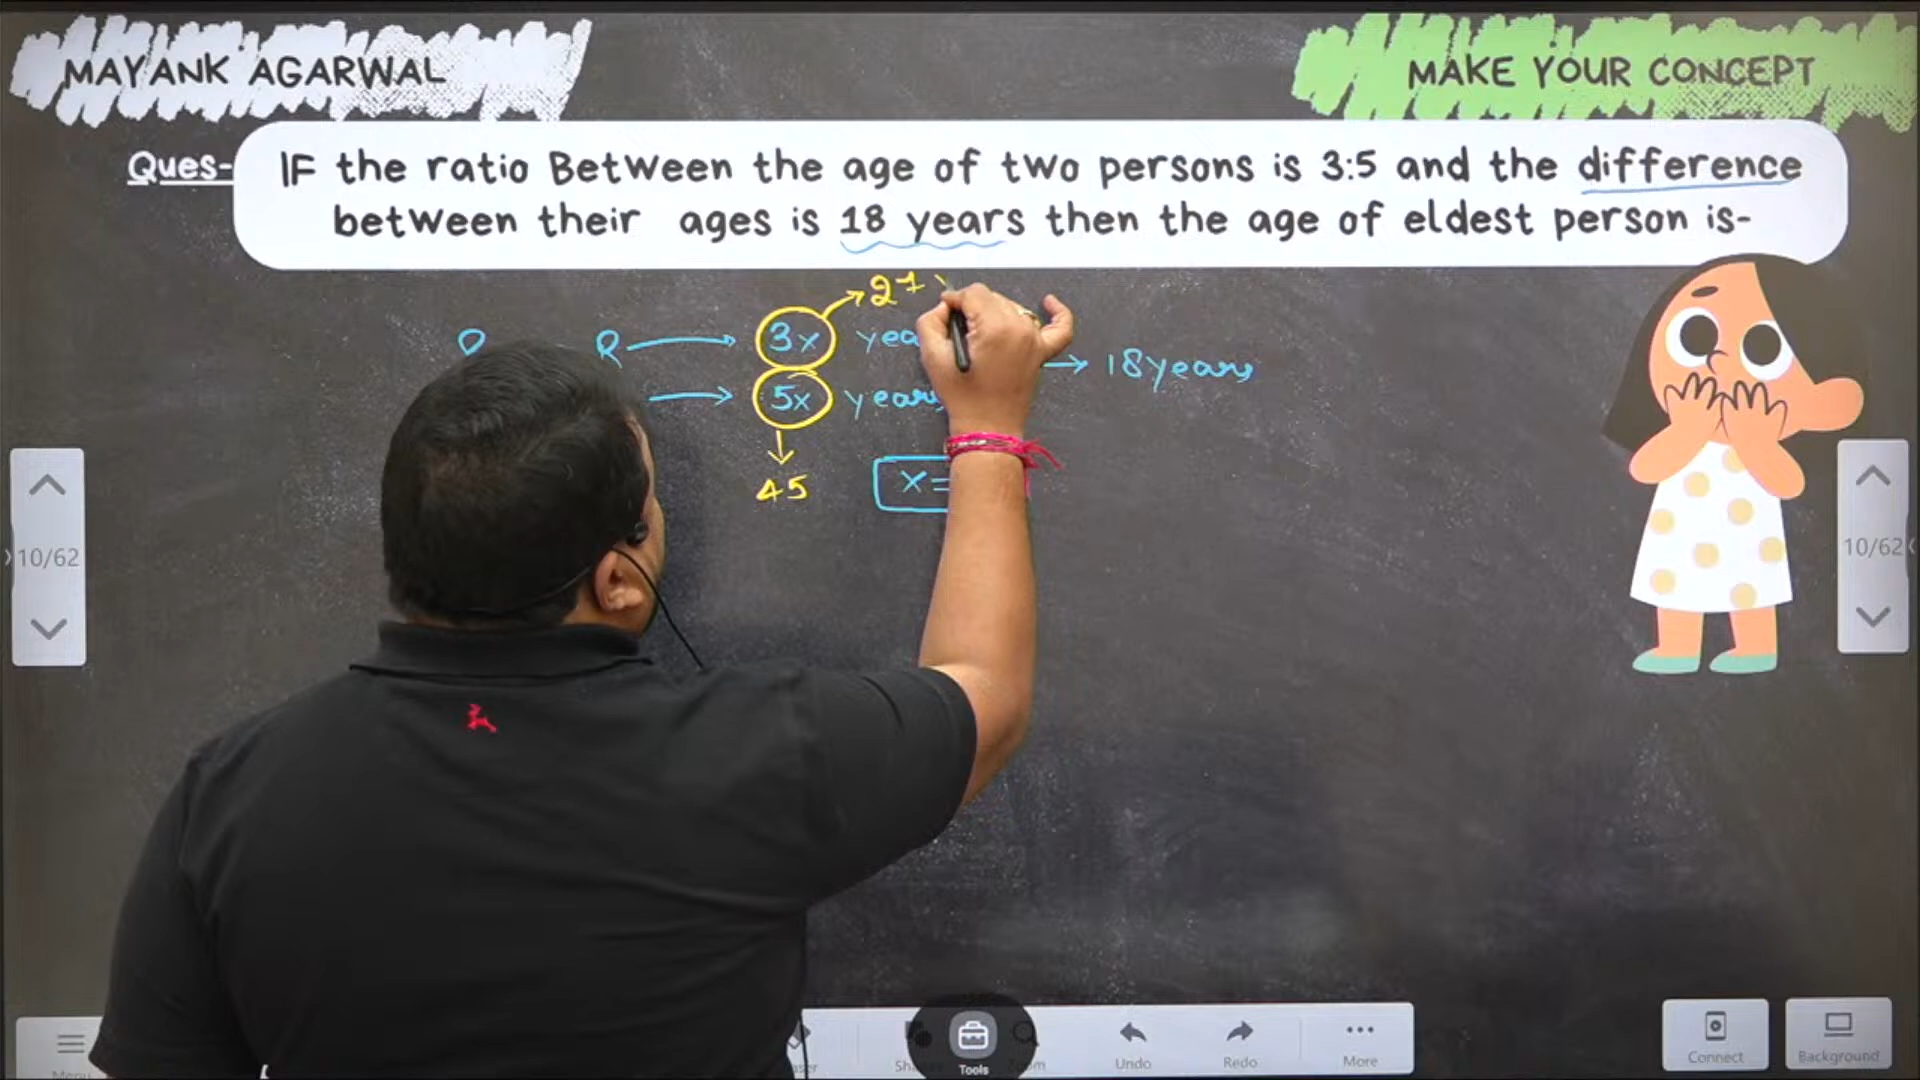 MAYANK AGARWAL
MAKE YOUR CONCEPT
Ques- IF the ratio Between the age of two persons is 3:5 and the difference
between their ages is 18 years then the age of eldest person is-
27
R → 3x
→ 18years
→ 5x years
45
x=
10/62
10/62
Undo
Redo
More
Tools
Connect
Background